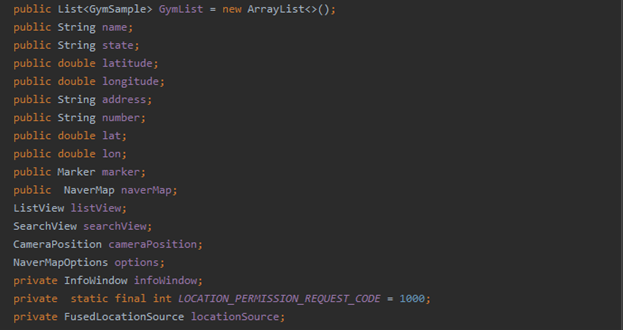 public List<GymSample> GymList = new ArrayList<>();
public String name;
public String state;
public double latitude;
public double longitude;
public String address;
public String number;
public double lat;
public double lon;
public Marker marker;
public  NaverMap naverMap;
ListView listView;
SearchView searchView;
CameraPosition cameraPosition;
NaverMapOptions options;
private InfoWindow infoWindow;
private  static final int LOCATION_PERMISSION_REQUEST_CODE = 1000;
private FusedLocationSource locationSource;